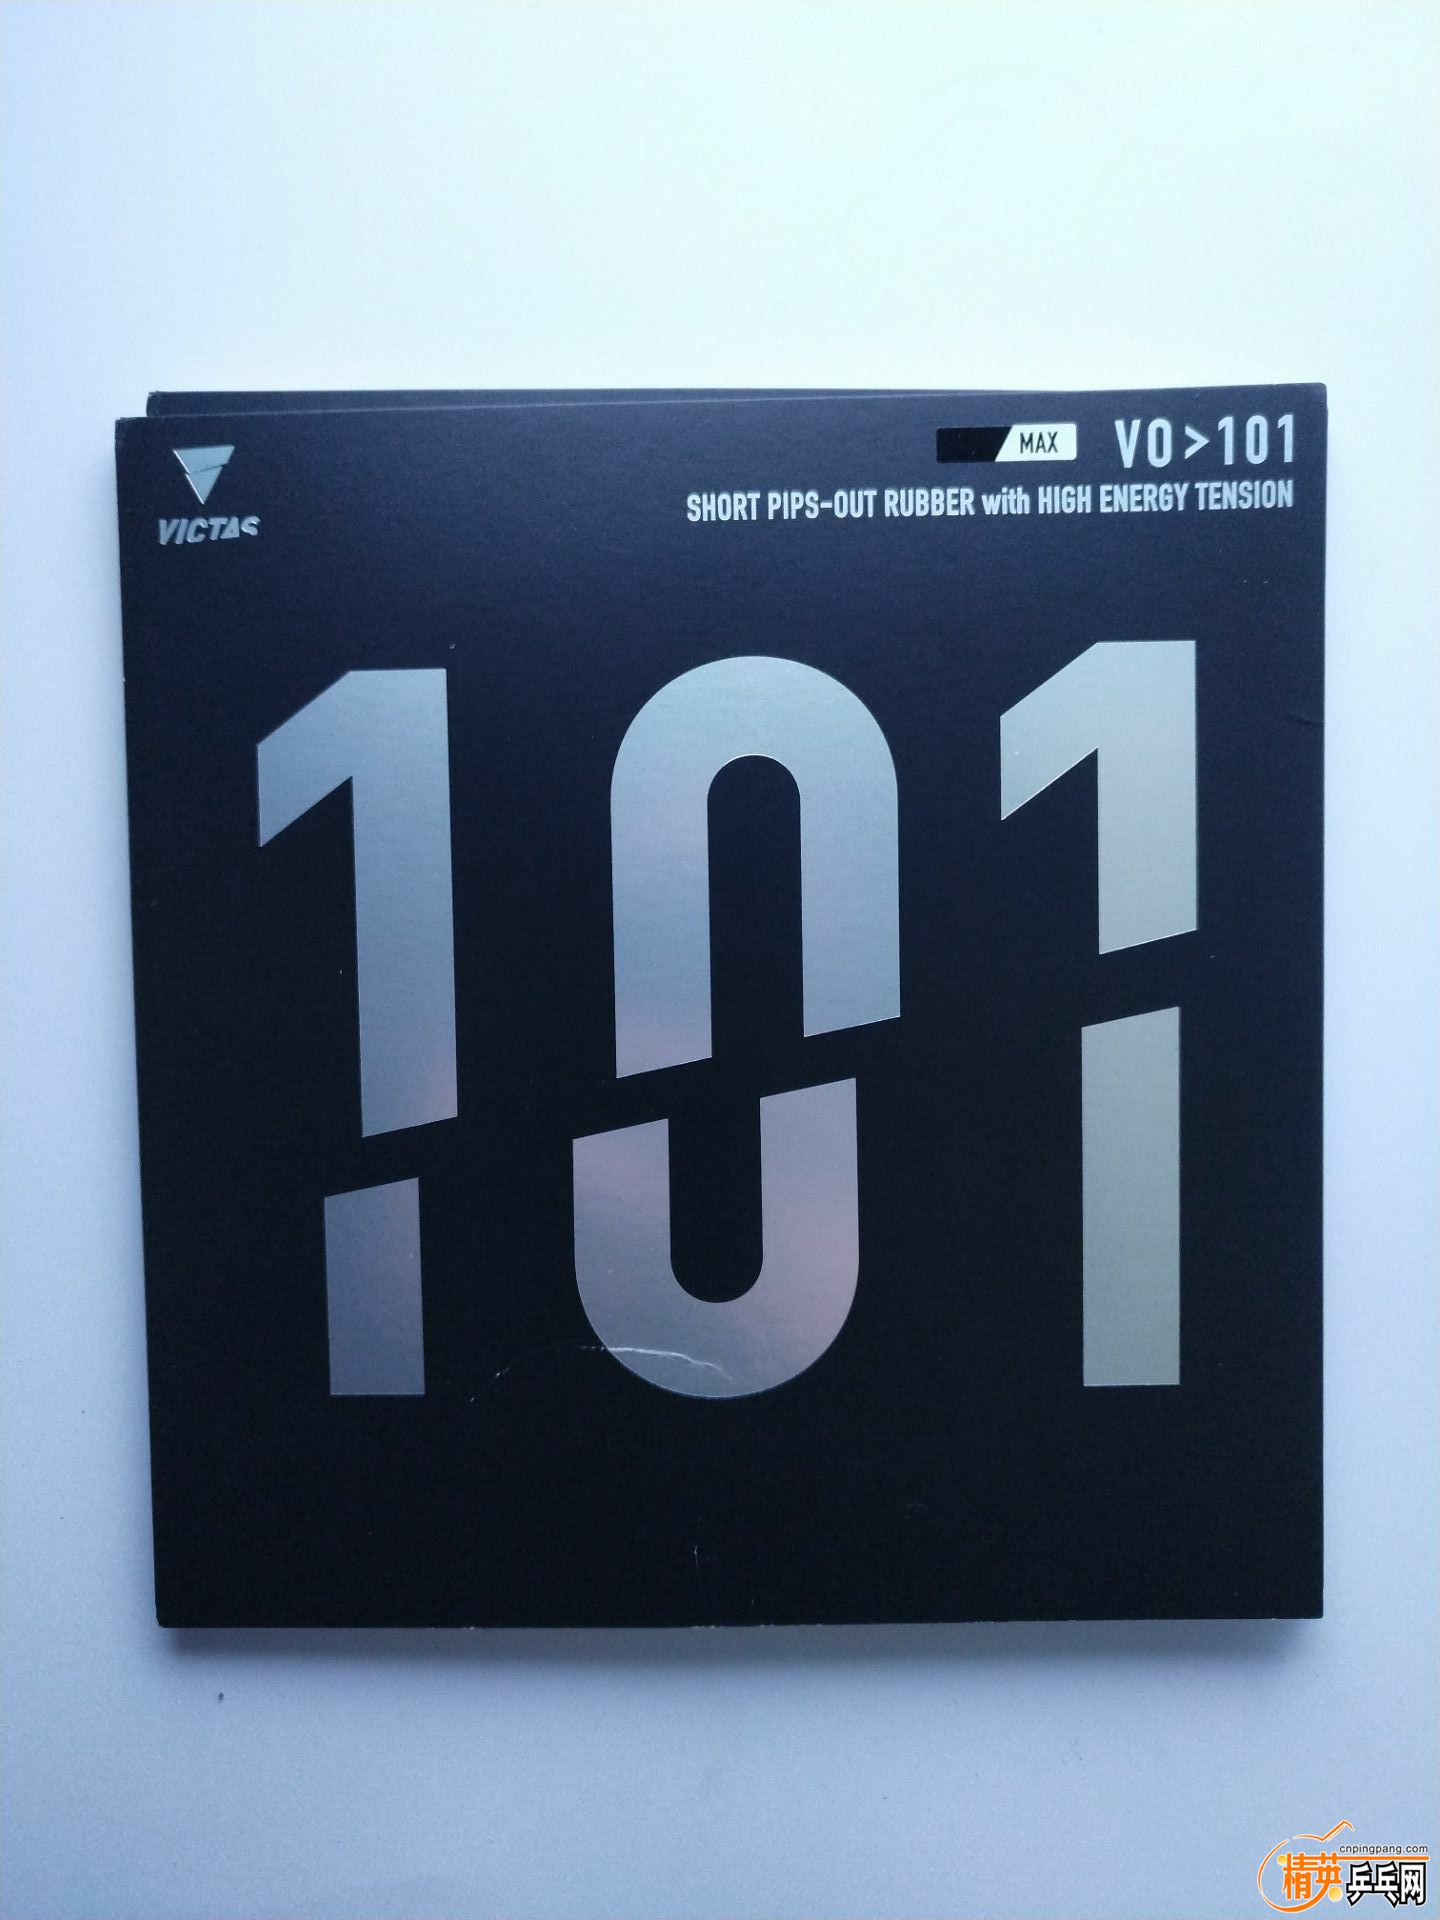 VICTAS
MAX VO>101
SHORT PIPS-OUT RUBBER with HIGH ENERGY TENSION
101
cnpingpang.com
精英乒乓网